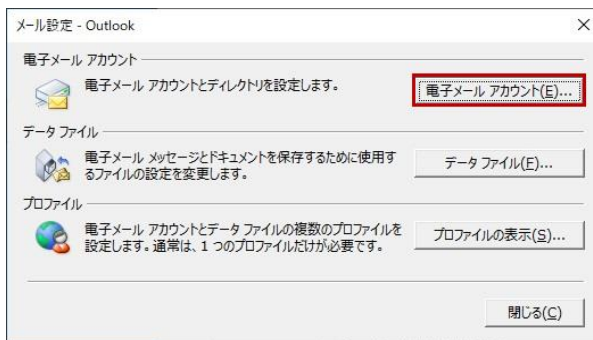 メール設定 - Outlook
電子メール アカウント
電子メール アカウントとディレクトリを設定します。
電子メール アカウント(E)...
データ ファイル
電子メール メッセージとドキュメントを保存するために使用す
るファイルの設定を変更します。
データ ファイル(F)...
プロファイル
電子メール アカウントとデータ ファイルの複数のプロファイルを
設定します。通常は、1 つのプロファイルだけが必要です。
プロファイルの表示(S)...
閉じる(C)